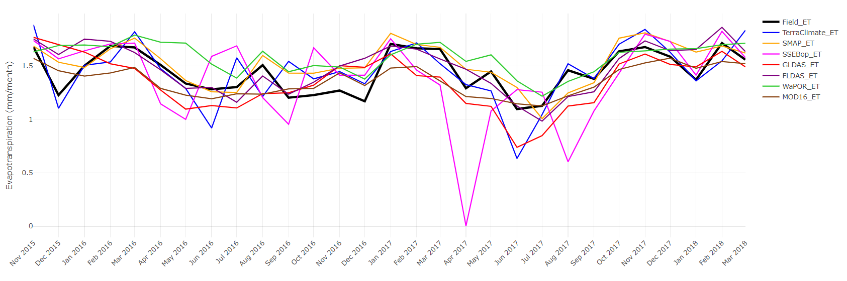 Evapotranspiration (mm/month)
1.5
1
0.5
0
Nov 2015
Dec 2015
Jan 2016
Feb 2016
Mar 2016
Apr 2016
May 2016
Jun 2016
Jul 2016
Aug 2016
Sep 2016
Oct 2016
Nov 2016
Dec 2016
Jan 2017
Feb 2017
Mar 2017
Apr 2017
May 2017
Jun 2017
Jul 2017
Aug 2017
Sep 2017
Oct 2017
Nov 2017
Dec 2017
Jan 2018
Feb 2018
Mar 2018
Field_ET
TerraClimate_ET
SMAP_ET
SSEBop_ET
GLDAS_ET
FLDAS_ET
WaPOR_ET
MOD16_ET